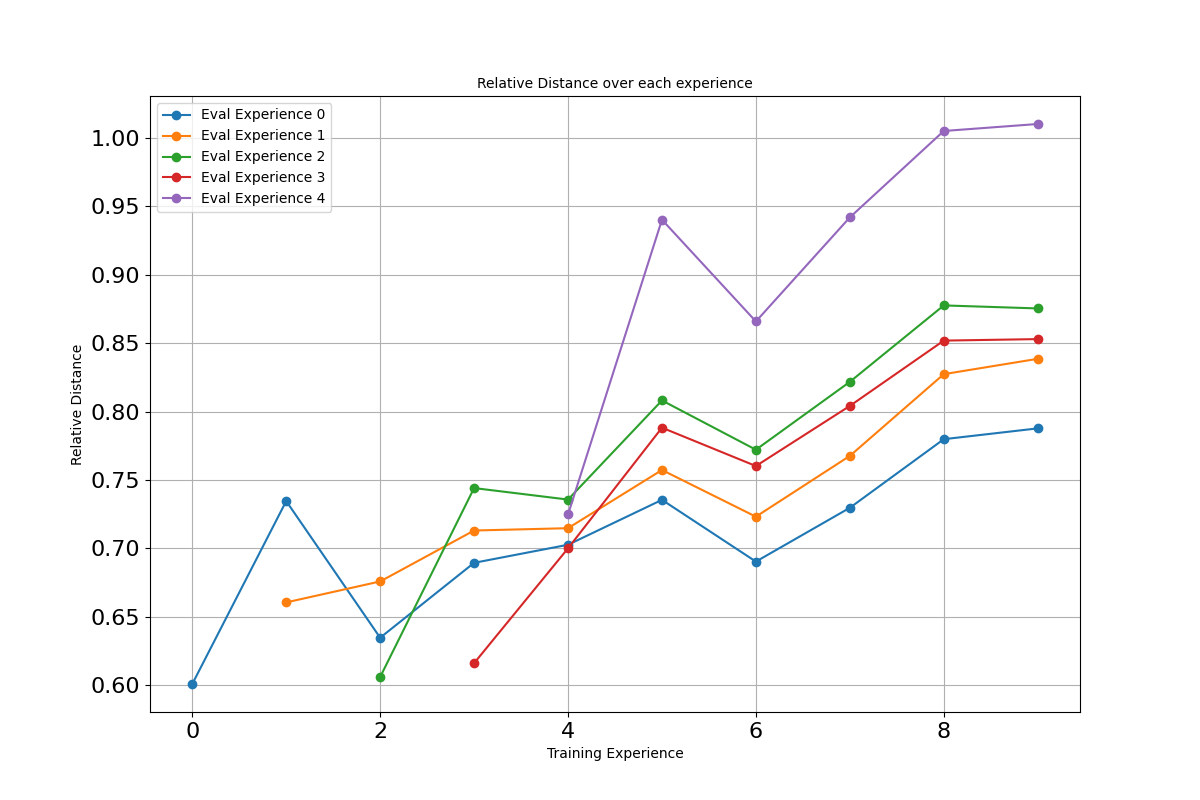 Relative Distance over each experience
Eval Experience 0
Eval Experience 1
Eval Experience 2
Eval Experience 3
Eval Experience 4
1.00
0.95
0.90
0.85
0.80
0.75
0.70
0.65
0.60
Relative Distance
0 2 4 6 8
Training Experience